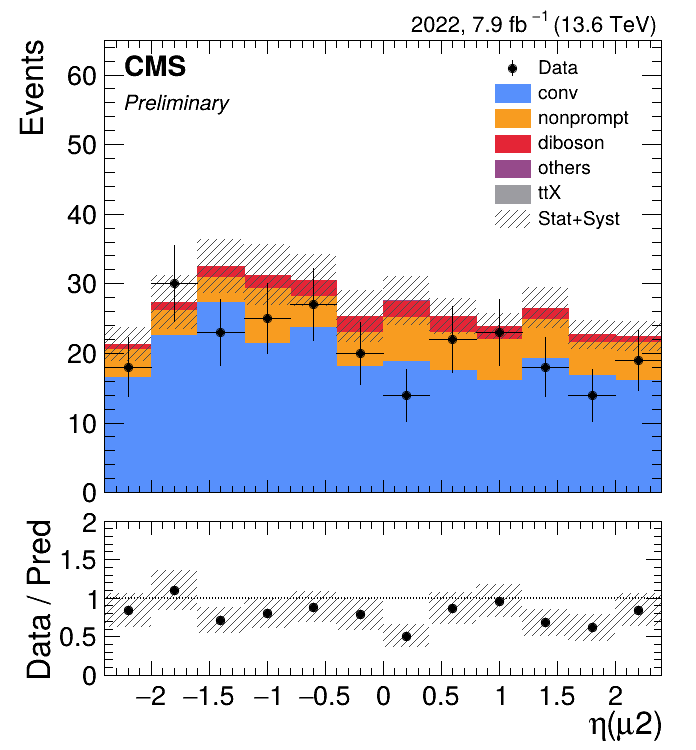 2022, 7.9 fb⁻¹ (13.6 TeV)
Events
60
50
40
30
20
10
0
CMS
Preliminary
Data
conv
nonprompt
diboson
others
ttX
Stat+Syst
Data / Pred
2
1.5
1
0.5
0
−2 −1.5 −1 −0.5 0 0.5 1 1.5 2
η(μ2)